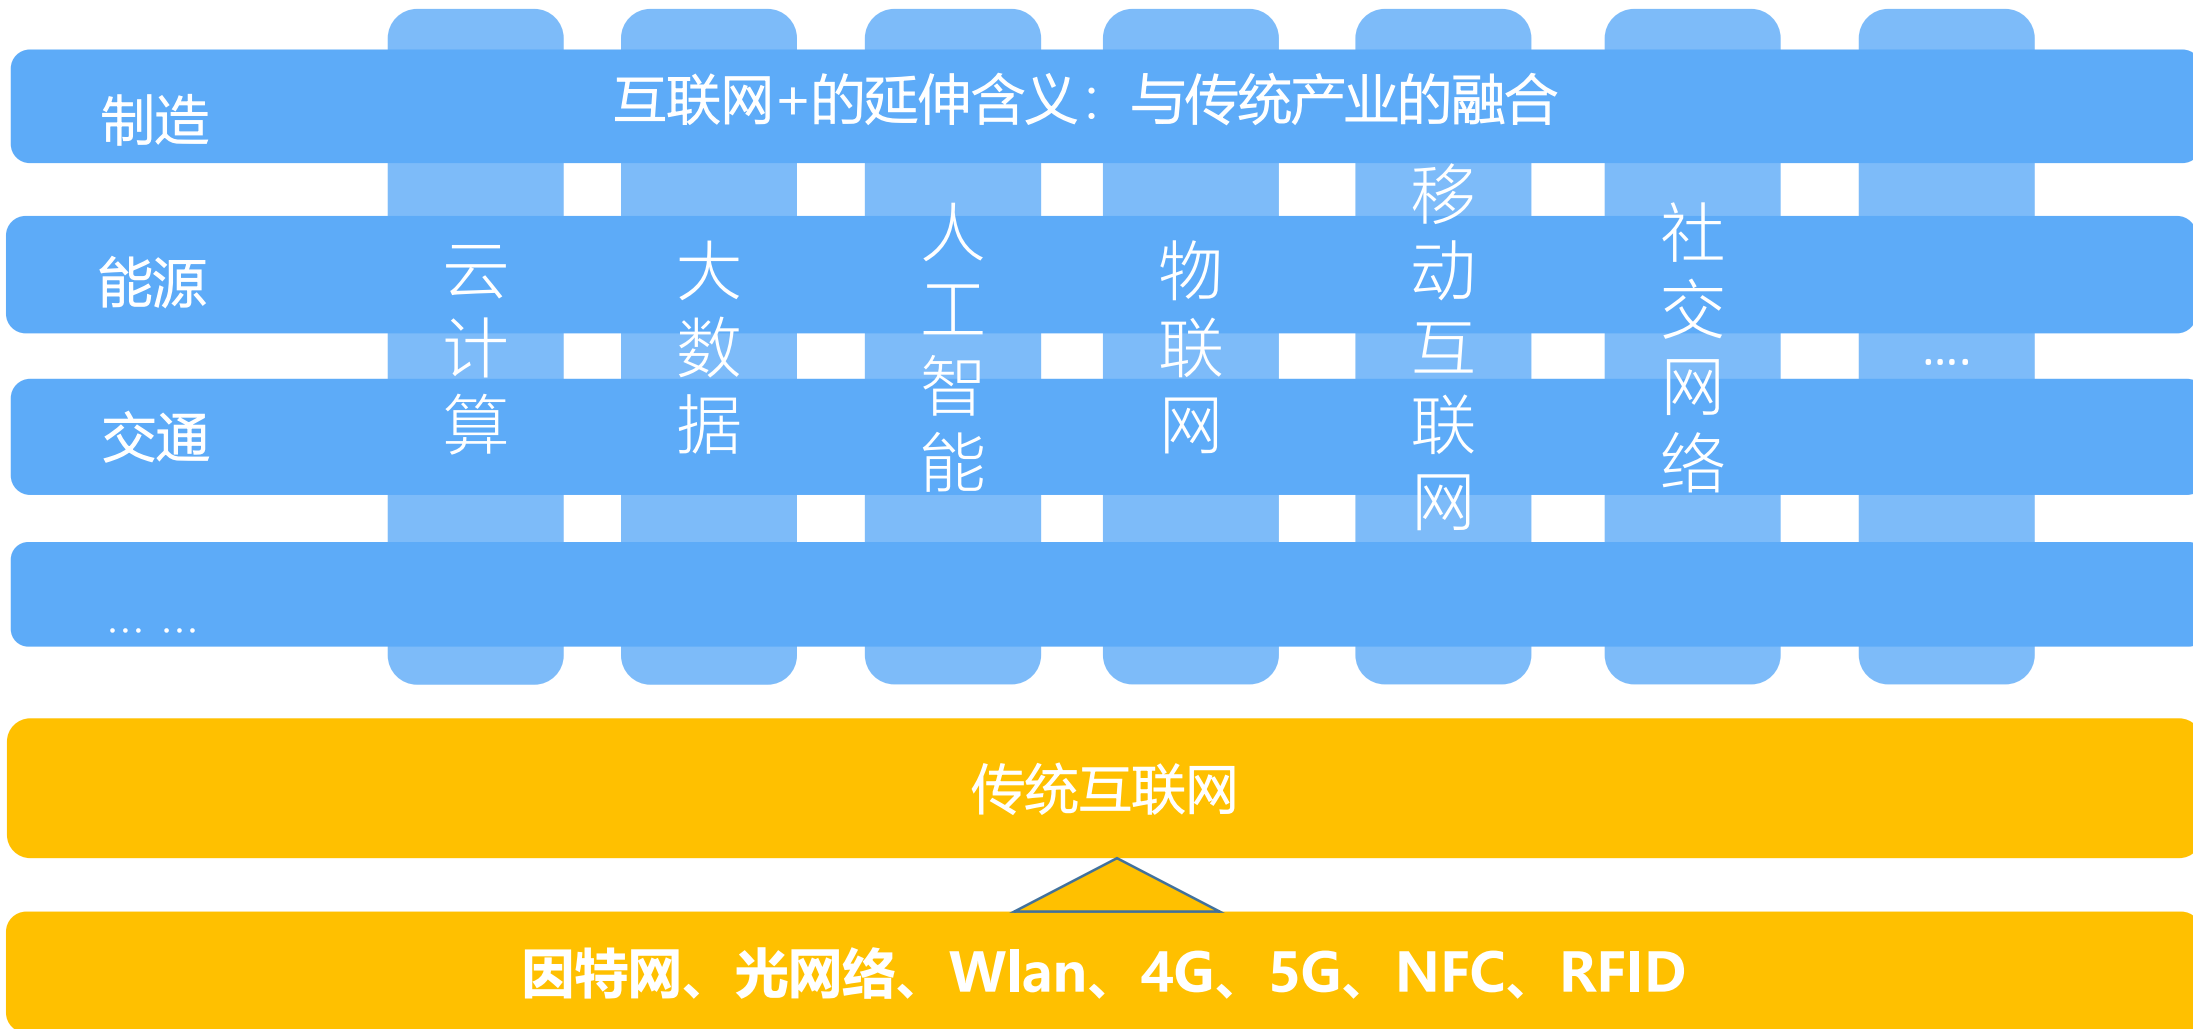 互联网+的延伸含义：与传统产业的融合
制造
能源
交通
… …
云计算
大数据
人工智能
物联网
移动互联网
社交网络
….
传统互联网
因特网、光网络、Wlan、4G、5G、NFC、RFID